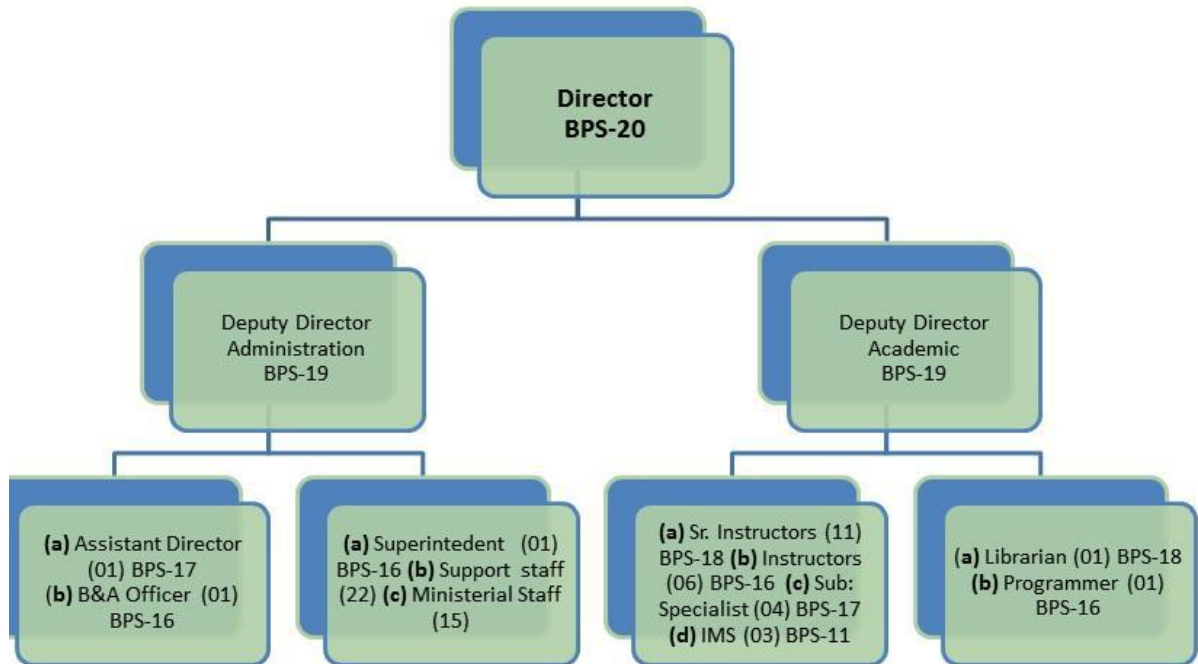 Director
BPS-20
Deputy Director
Administration
BPS-19
Deputy Director
Academic
BPS-19
(a) Assistant Director
(01) BPS-17
(b) B&A Officer (01)
BPS-16
(a) Superintedent (01)
BPS-16 (b) Support staff
(22) (c) Ministerial Staff
(15)
(a) Sr. Instructors (11)
BPS-18 (b) Instructors
(06) BPS-16 (c) Sub:
Specialist (04) BPS-17
(d) IMS (03) BPS-11
(a) Librarian (01) BPS-18
(b) Programmer (01)
BPS-16